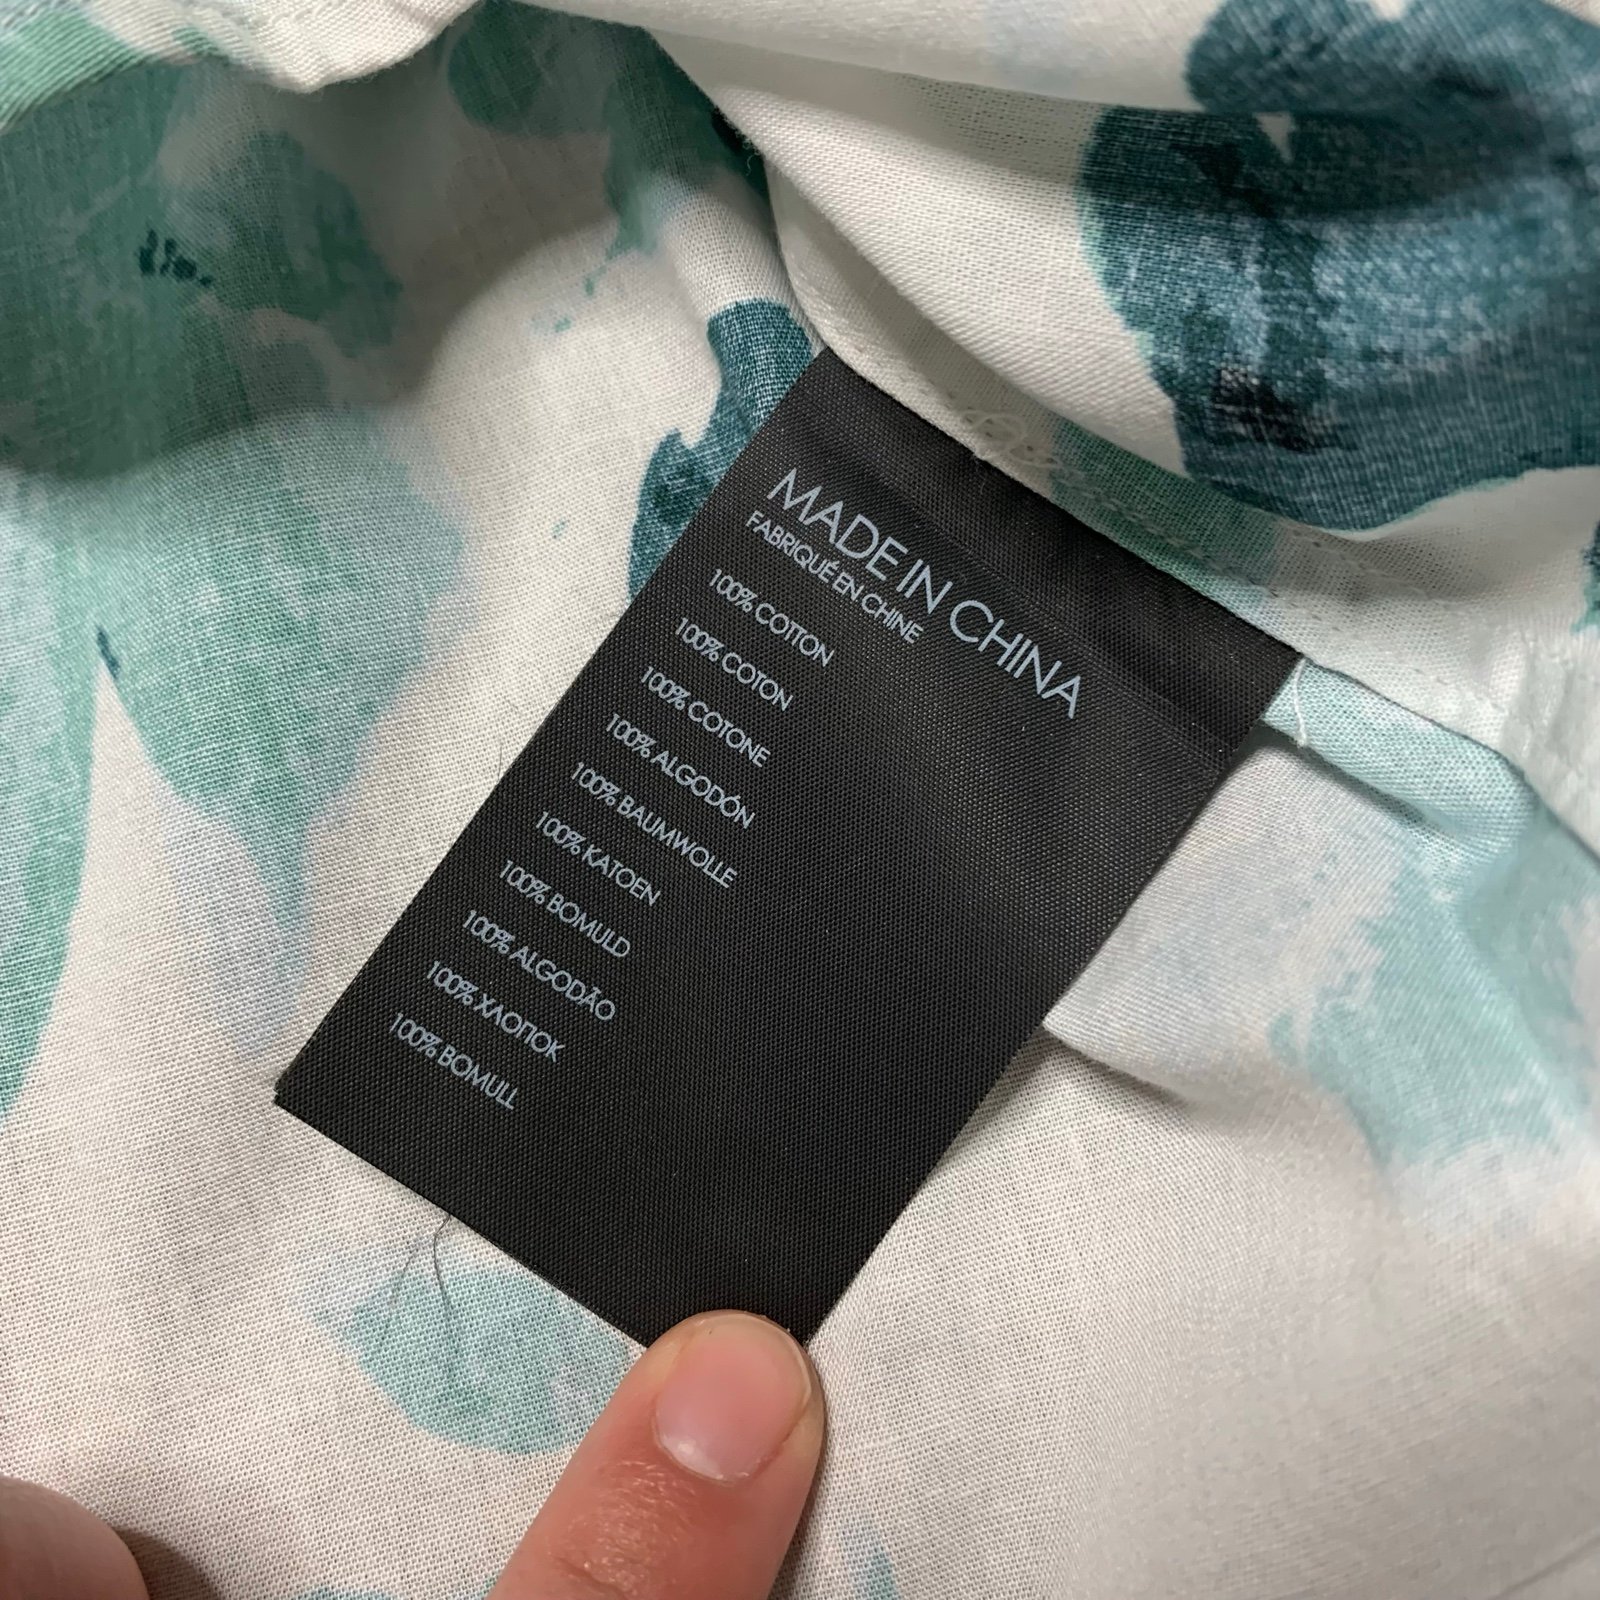 MADE IN CHINA
FABRIQUÉ EN CHINE
100% COTTON
100% COTON
100% COTONE
100% ALGODÓN
100% BAUMWOLLE
100% KATOEN
100% BOMULD
100% ALGODÃO
100% ХЛОПОК
100% BOMULL